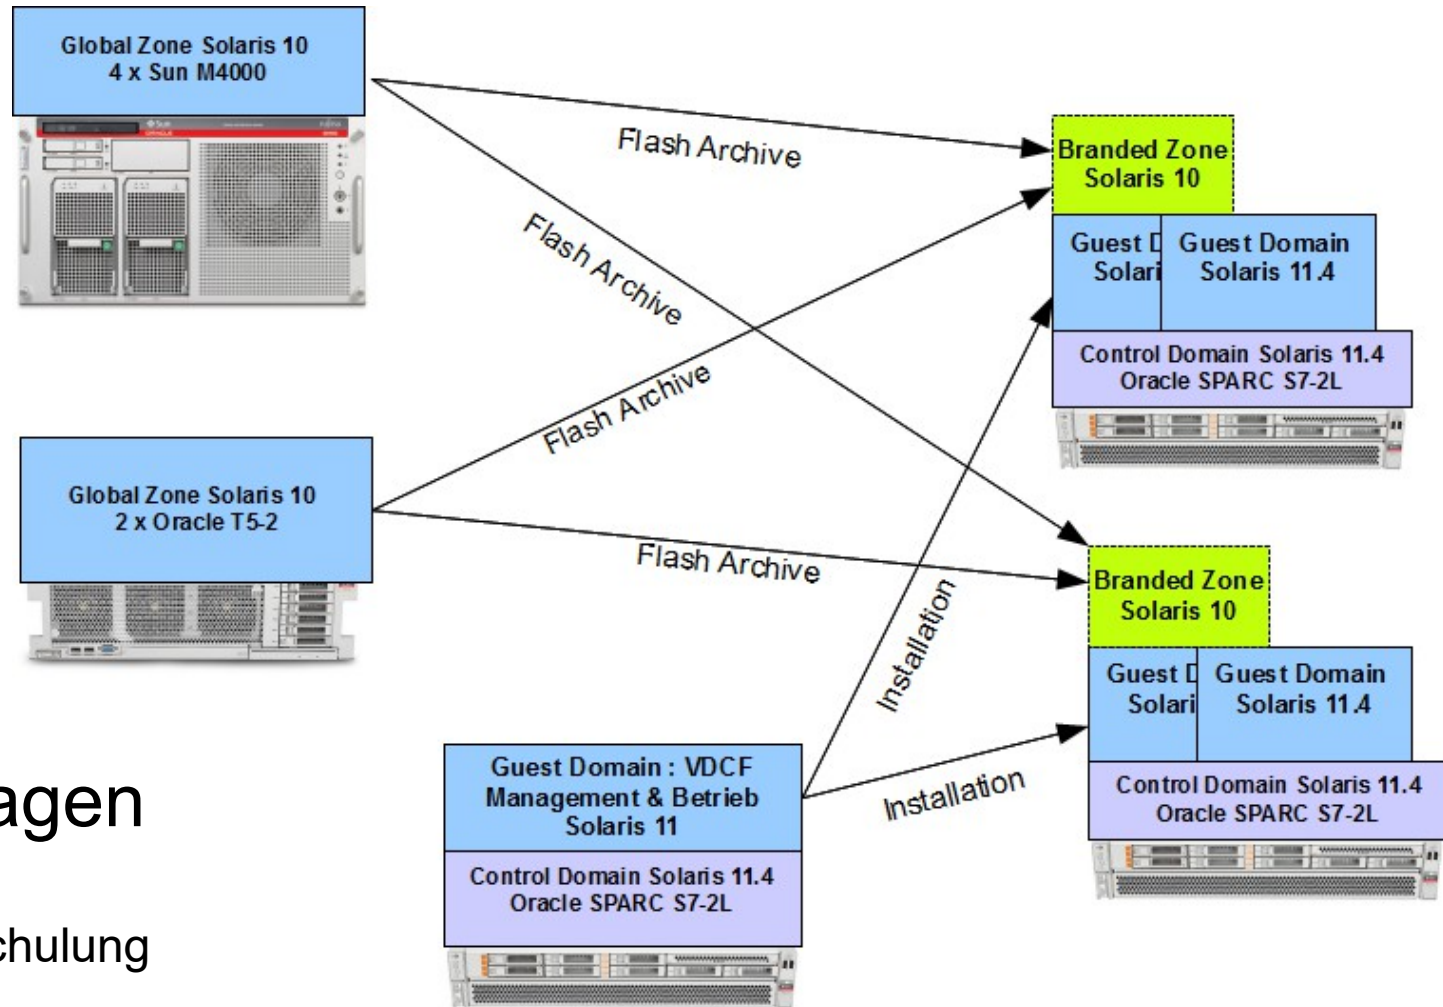 Global Zone Solaris 10
4 x Sun M4000
Flash Archive
Branded Zone
Solaris 10
Flash Archive
Guest D
Solari
Guest Domain
Solaris 11.4
Control Domain Solaris 11.4
Oracle SPARC S7-2L
Flash Archive
Global Zone Solaris 10
2 x Oracle T5-2
Flash Archive
Branded Zone
Solaris 10
Installation
Guest D
Solari
Guest Domain
Solaris 11.4
Guest Domain : VDCF
Management & Betrieb
Solaris 11
Installation
Control Domain Solaris 11.4
Oracle SPARC S7-2L
agen
Control Domain Solaris 11.4
Oracle SPARC S7-2L
chulung